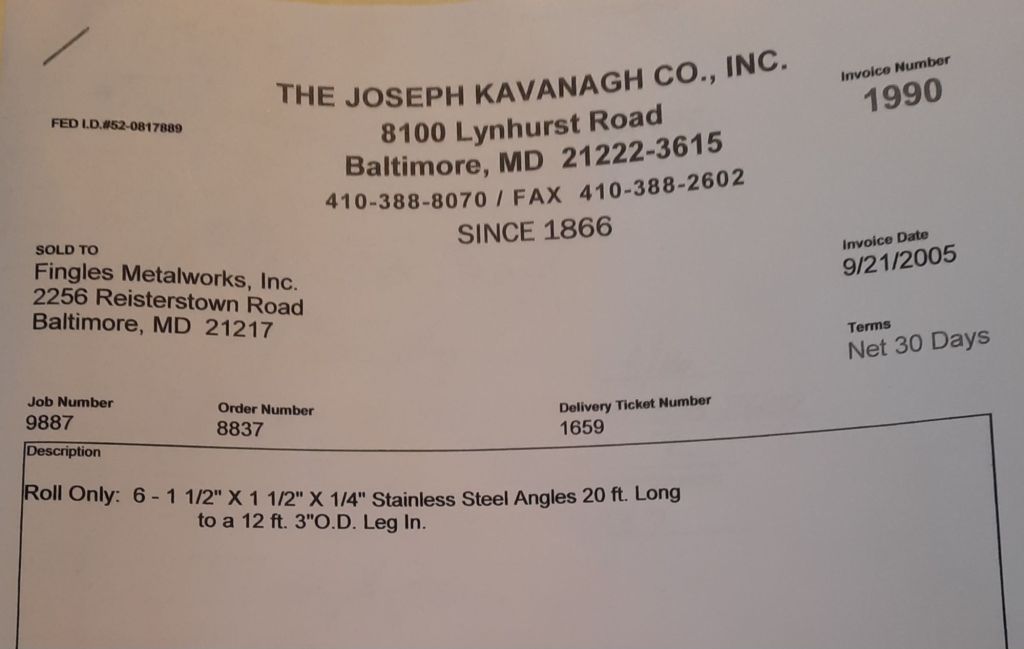 THE JOSEPH KAVANAGH CO., INC.
8100 Lynhurst Road
Baltimore, MD 21222-3615
410-388-8070 / FAX 410-388-2602
SINCE 1866
Invoice Number
1990
FED I.D.#52-0817889
SOLD TO
Fingles Metalworks, Inc.
2256 Reisterstown Road
Baltimore, MD 21217
Invoice Date
9/21/2005
Terms
Net 30 Days
Job Number
9887
Order Number
8837
Delivery Ticket Number
1659
Description
Roll Only: 6 - 1 1/2" X 1 1/2" X 1/4" Stainless Steel Angles 20 ft. Long
to a 12 ft. 3"O.D. Leg In.